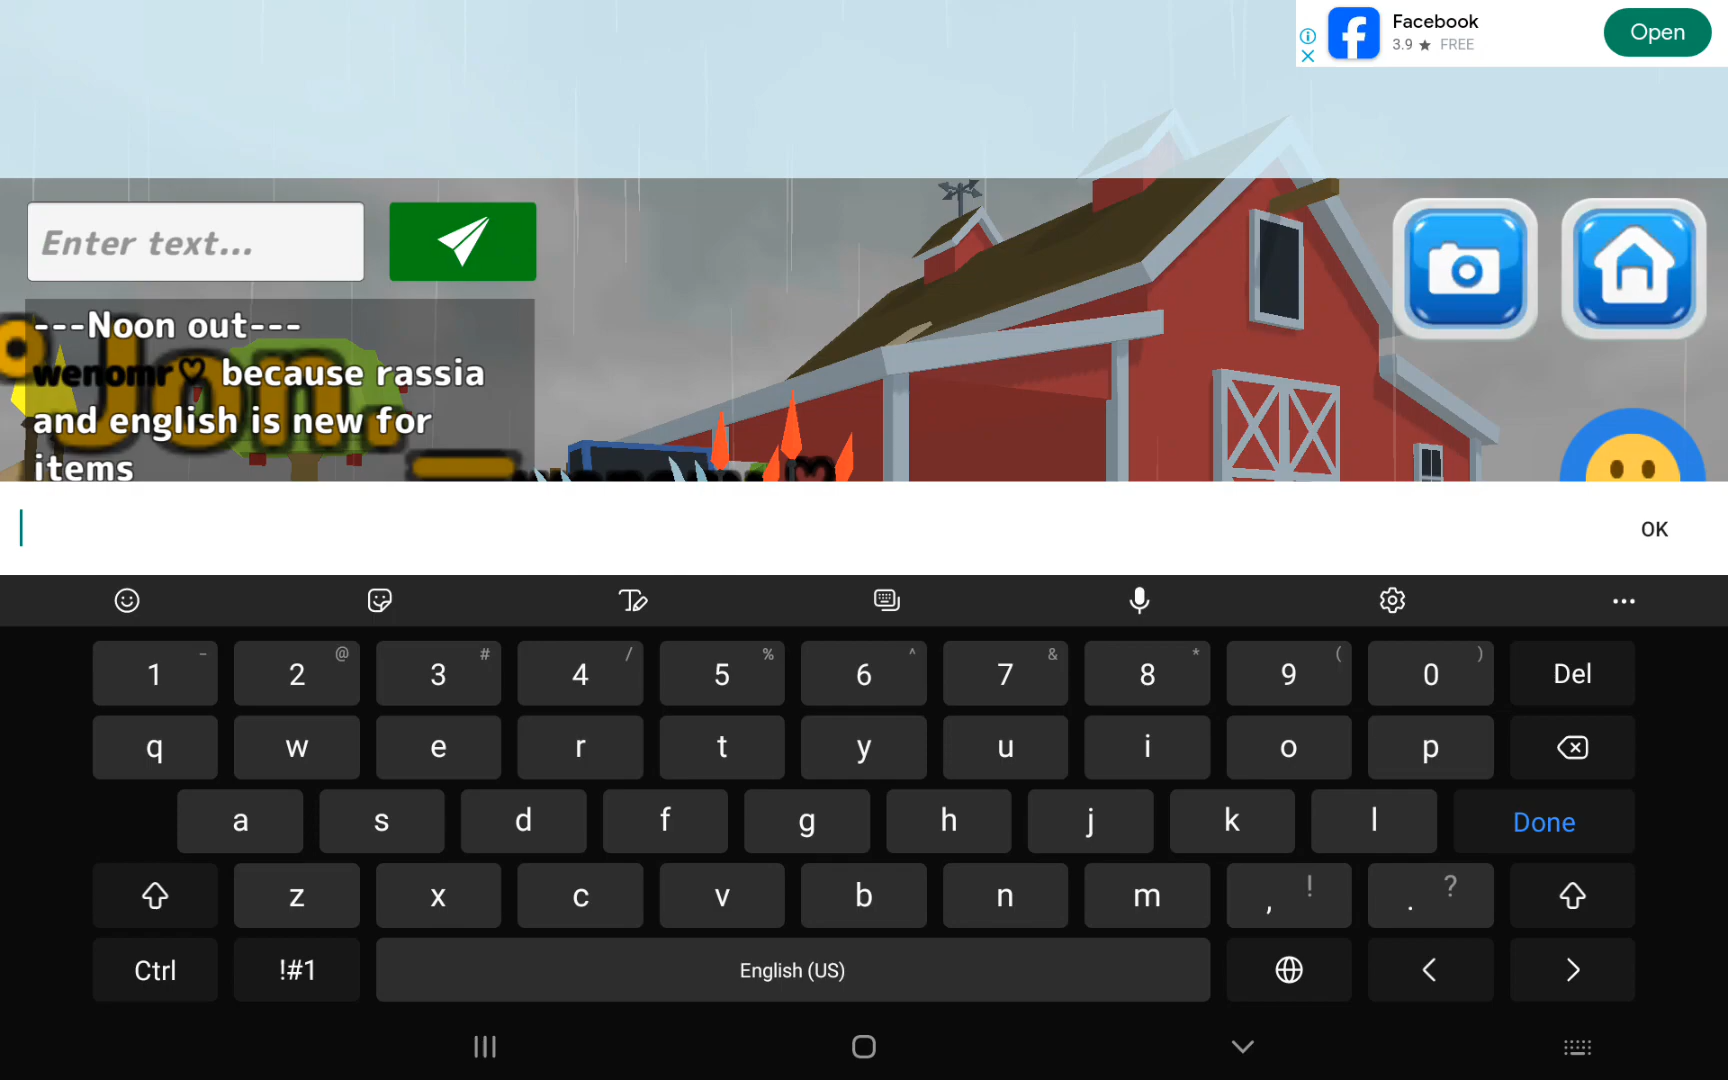 Facebook
3.9 ★ FREE
Open
Enter text...
---Noon out---
wenomr♡ because rassia
and english is new for
items
Jon.
OK
1 - 2 @ 3 # 4 / 5 % 6 ^ 7 & 8 * 9 ( 0 ) Del
q w e r t y u i o p
a s d f g h j k l Done
z x c v b n m , ! . ?
Ctrl !#1 English (US) < >